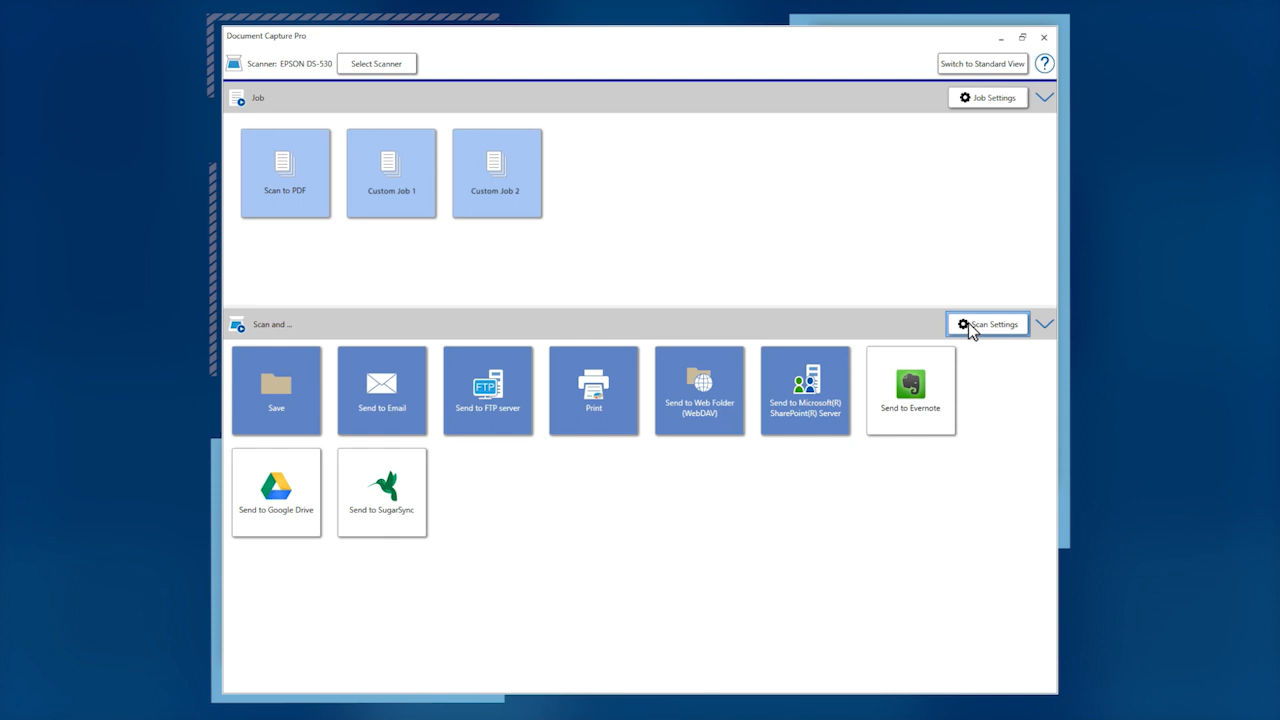 Document Capture Pro
Scanner: EPSON DS-530
Select Scanner
Switch to Standard View
?
Job
Job Settings
Scan to PDF
Custom Job 1
Custom Job 2
Scan and ...
Scan Settings
Save
Send to Email
FTP
Send to FTP server
Print
Send to Web Folder
(WebDAV)
Send to Microsoft(R)
SharePoint(R) Server
Send to Evernote
Send to Google Drive
Send to SugarSync